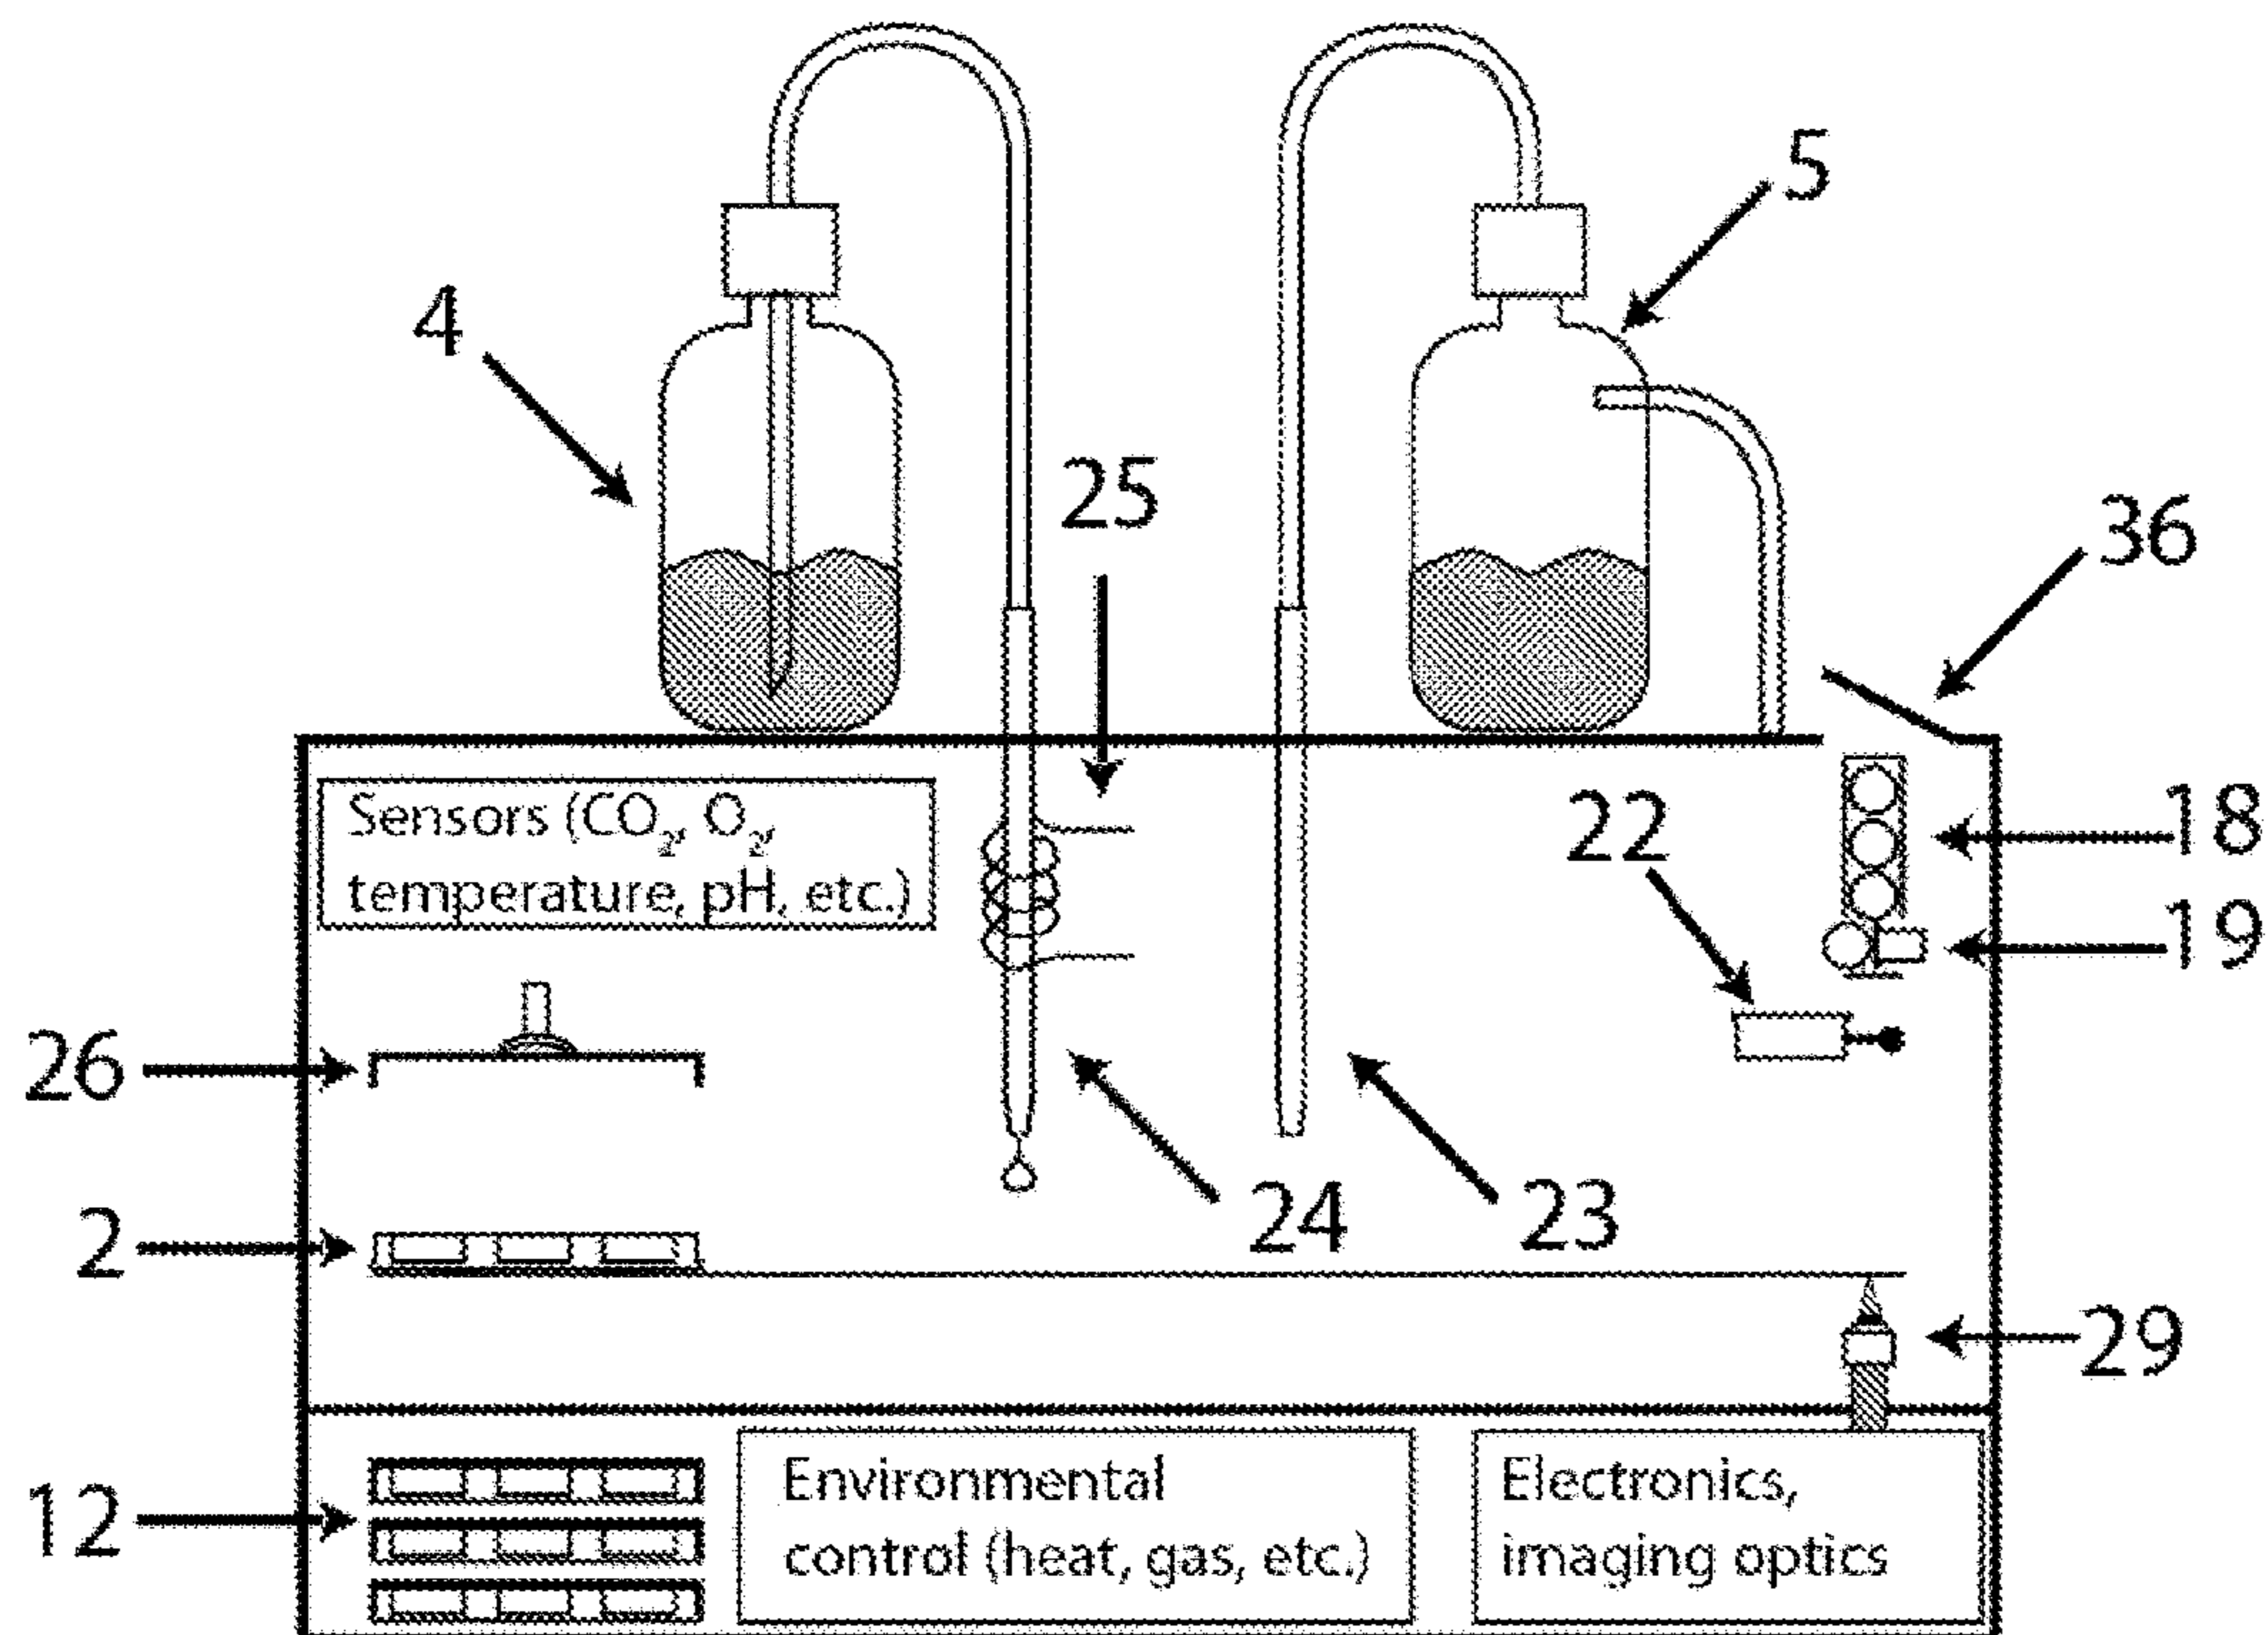 5
4
25
36
Sensors (CO₂, O₂,
temperature, pH, etc.)
22
18
19
26
24
23
2
29
12
Environmental
control (heat, gas, etc.)
Electronics,
imaging optics